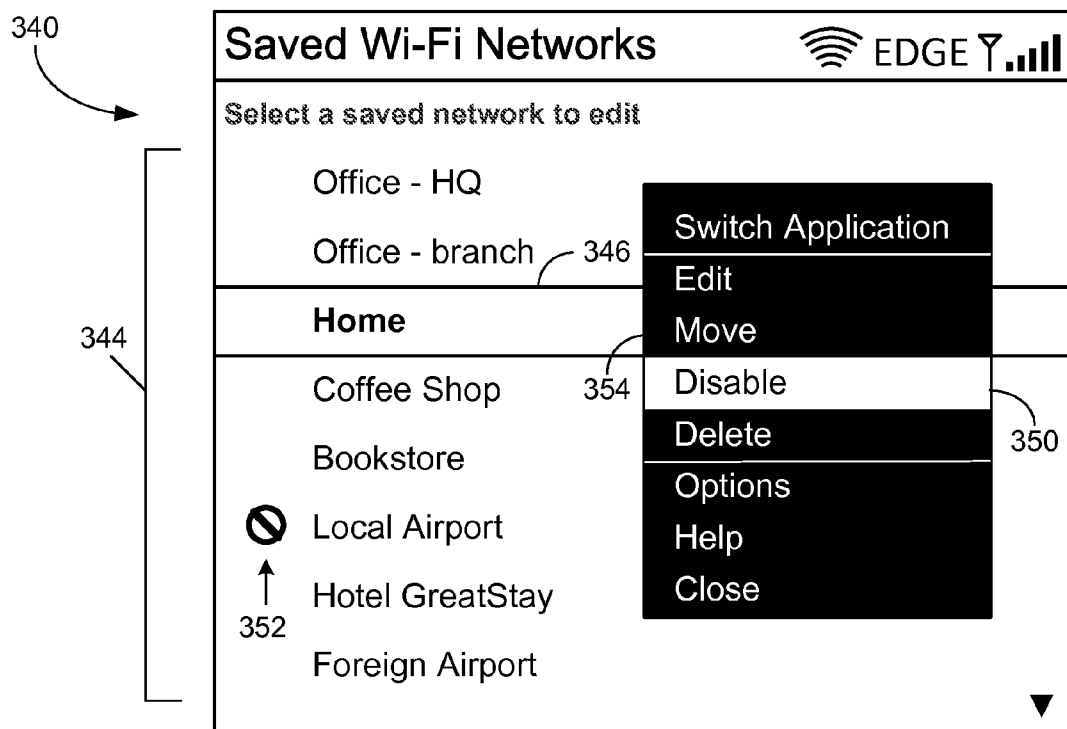 340
Saved Wi-Fi Networks
EDGE
Select a saved network to edit
Office - HQ
Office - branch
346
Home
344
Coffee Shop
Bookstore
Local Airport
352
Hotel GreatStay
Foreign Airport
Switch Application
Edit
Move
354
Disable
350
Delete
Options
Help
Close